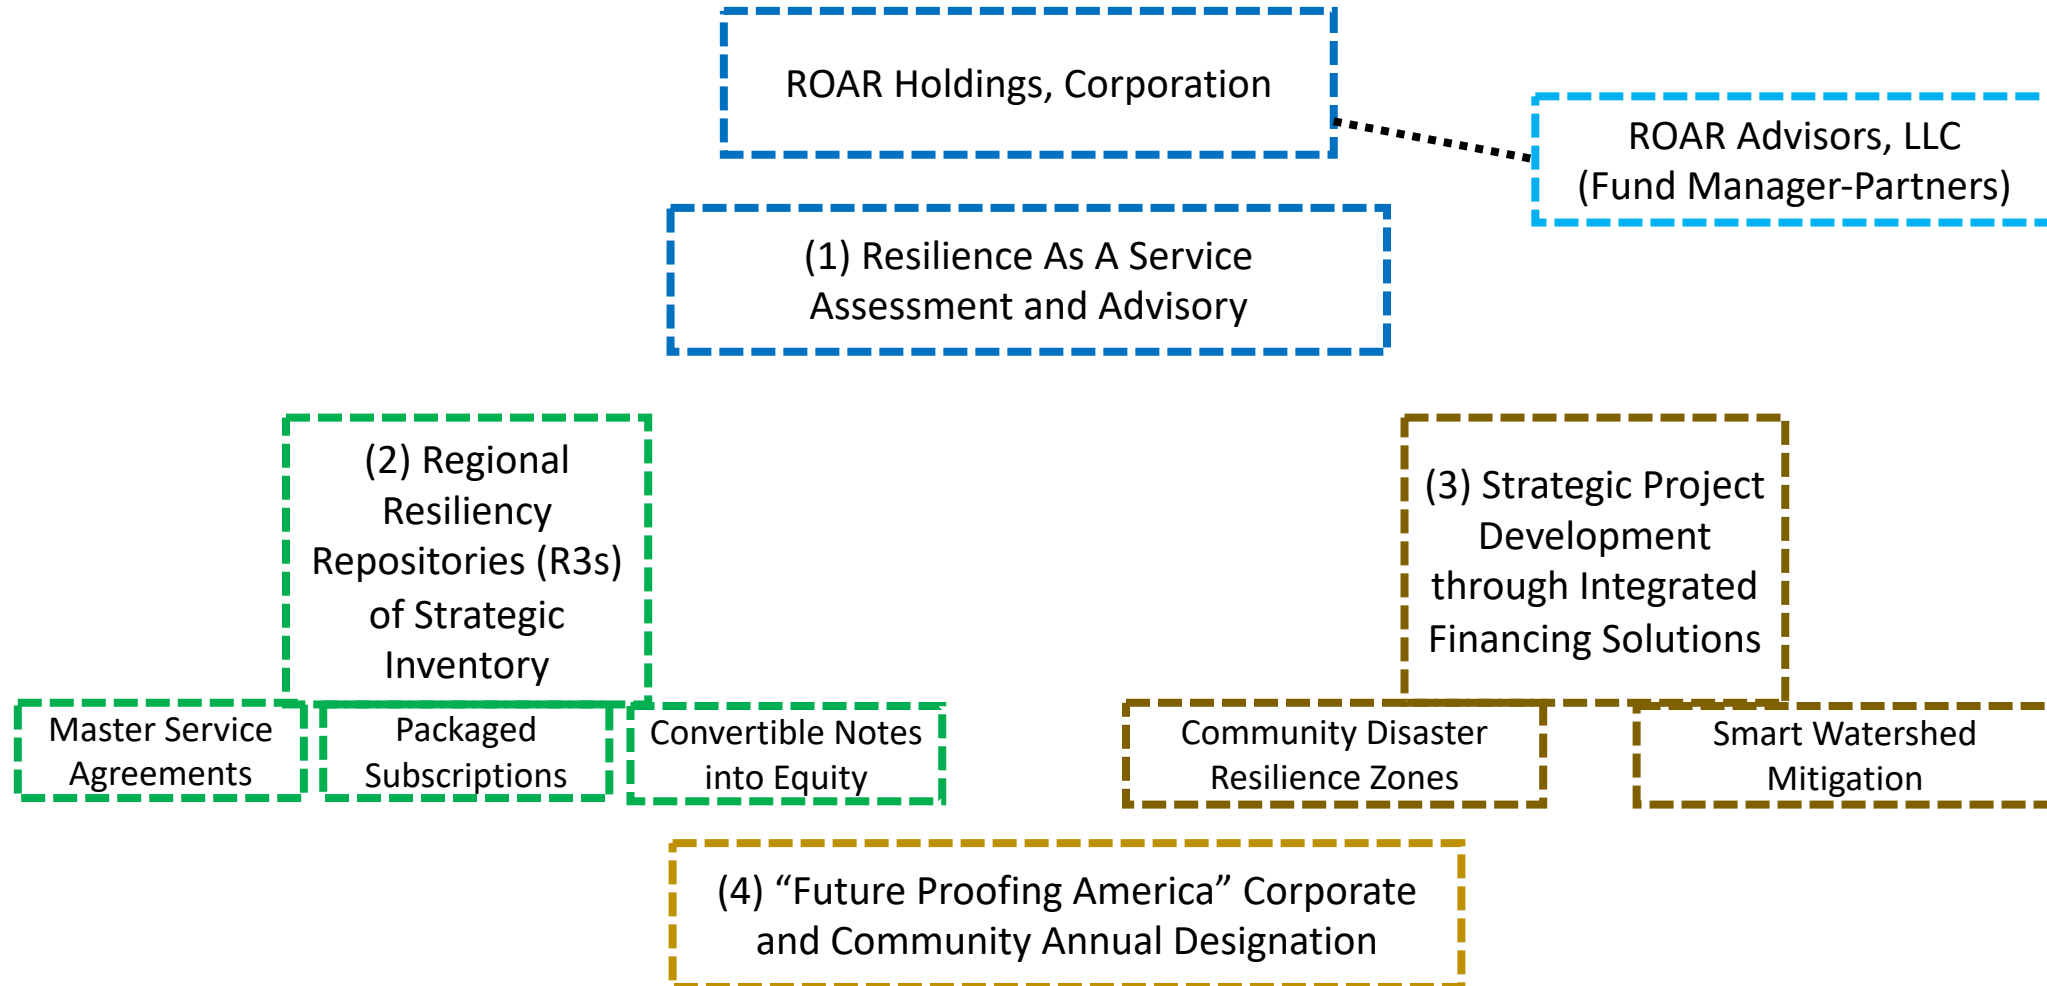 ROAR Holdings, Corporation
ROAR Advisors, LLC
(Fund Manager-Partners)
(1) Resilience As A Service
Assessment and Advisory
(2) Regional
Resiliency
Repositories (R3s)
of Strategic
Inventory
(3) Strategic Project
Development
through Integrated
Financing Solutions
Master Service
Agreements
Packaged
Subscriptions
Convertible Notes
into Equity
Community Disaster
Resilience Zones
Smart Watershed
Mitigation
(4) “Future Proofing America” Corporate
and Community Annual Designation